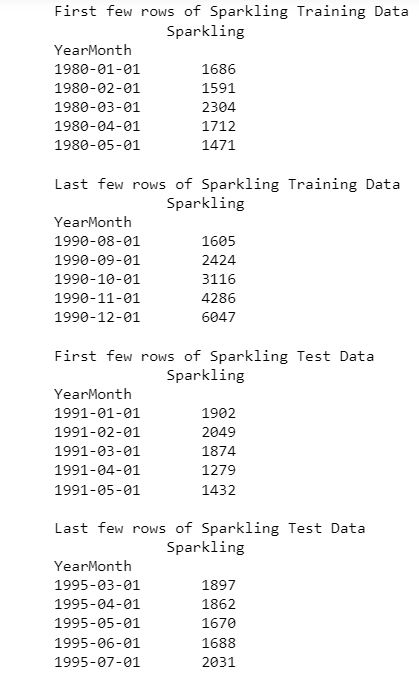 First few rows of Sparkling Training Data
Sparkling
YearMonth
1980-01-01 1686
1980-02-01 1591
1980-03-01 2304
1980-04-01 1712
1980-05-01 1471
Last few rows of Sparkling Training Data
Sparkling
YearMonth
1990-08-01 1605
1990-09-01 2424
1990-10-01 3116
1990-11-01 4286
1990-12-01 6047
First few rows of Sparkling Test Data
Sparkling
YearMonth
1991-01-01 1902
1991-02-01 2049
1991-03-01 1874
1991-04-01 1279
1991-05-01 1432
Last few rows of Sparkling Test Data
Sparkling
YearMonth
1995-03-01 1897
1995-04-01 1862
1995-05-01 1670
1995-06-01 1688
1995-07-01 2031